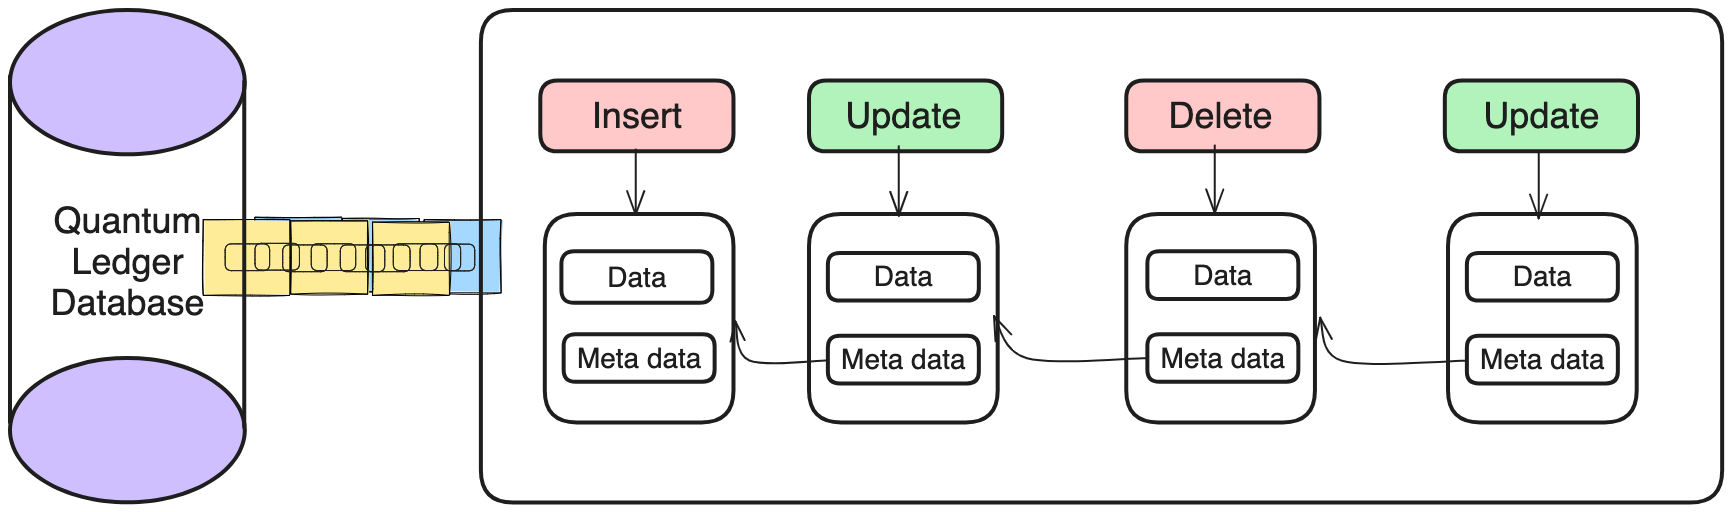 Quantum
Ledger
Database
Insert
Update
Delete
Update
Data
Meta data
Data
Meta data
Data
Meta data
Data
Meta data